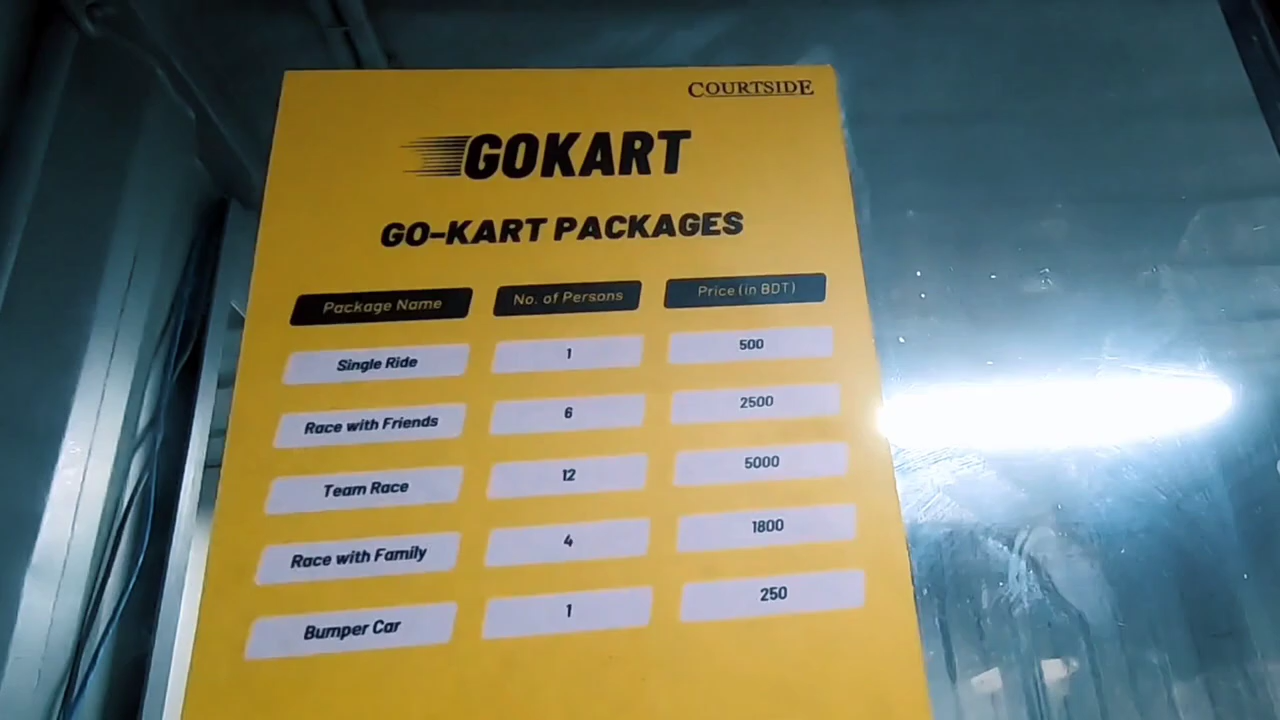 COURTSIDE
GOKART
GO-KART PACKAGES
Package Name No. of Persons Price (in BDT)
Single Ride 1 500
Race with Friends 6 2500
Team Race 12 5000
Race with Family 4 1800
Bumper Car 1 250